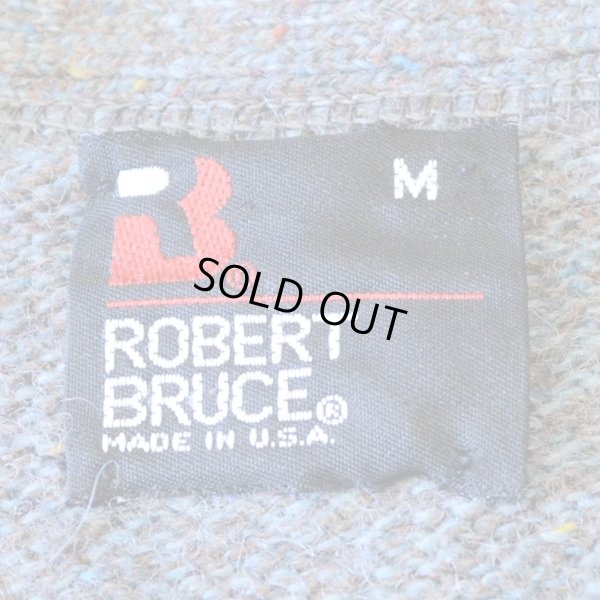 M
SOLD OUT
ROBERT
BRUCE®
MADE IN U.S.A.